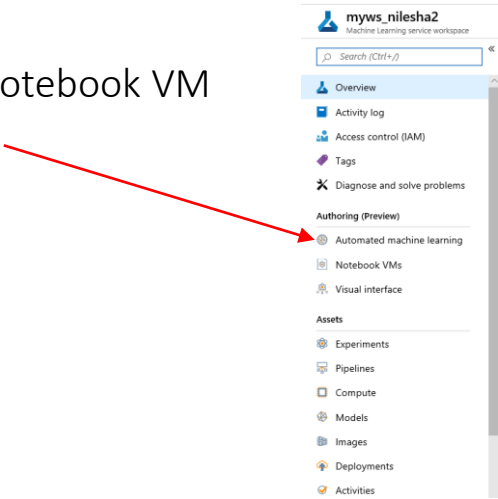 otebook VM
myws_nilesha2
Machine Learning service workspace
Search (Ctrl+/)
«
Overview
Activity log
Access control (IAM)
Tags
Diagnose and solve problems
Authoring (Preview)
Automated machine learning
Notebook VMs
Visual interface
Assets
Experiments
Pipelines
Compute
Models
Images
Deployments
Activities